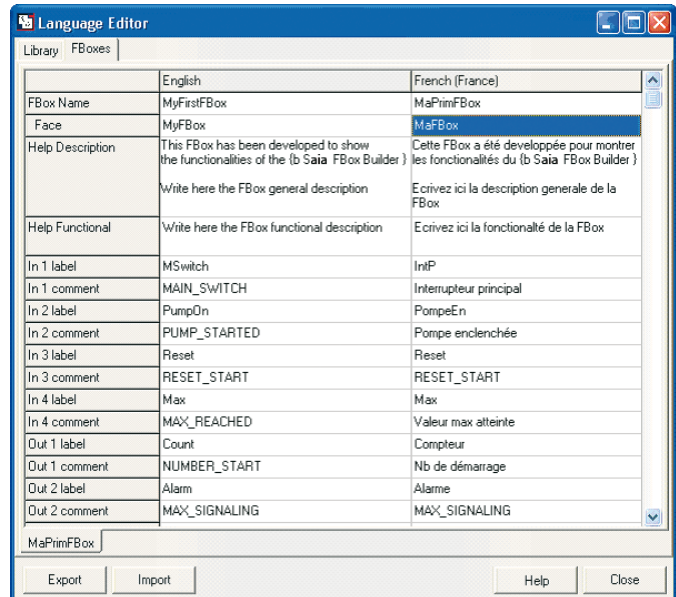 Language Editor
Library FBoxes
English French (France)
FBox Name MyFirstFBox MaPrimFBox
Face MyFBox MaFBox
Help Description This FBox has been developed to show Cette FBox a été developpée pour montrer
the functionalities of the {b Saia FBox Builder } les fonctionalités du {b Saia FBox Builder }
Write here the FBox general description Ecrivez ici la description generale de la
FBox
Help Functional Write here the FBox functional description Ecrivez ici la fonctionalté de la FBox
In 1 label MSwitch IntP
In 1 comment MAIN_SWITCH Interrupteur principal
In 2 label PumpOn PompeEn
In 2 comment PUMP_STARTED Pompe enclenchée
In 3 label Reset Reset
In 3 comment RESET_START RESET_START
In 4 label Max Max
In 4 comment MAX_REACHED Valeur max atteinte
Out 1 label Count Compteur
Out 1 comment NUMBER_START Nb de démarrage
Out 2 label Alarm Alarme
Out 2 comment MAX_SIGNALING MAX_SIGNALING
MaPrimFBox
Export Import Help Close